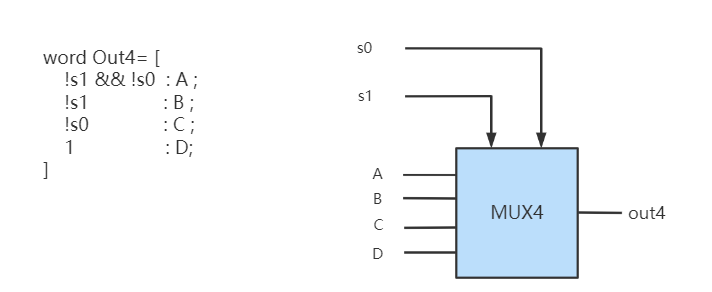 word Out4= [
!s1 && !s0 : A ;
!s1 : B ;
!s0 : C ;
1 : D;
]
s0
s1
A
B
C
D
MUX4
out4